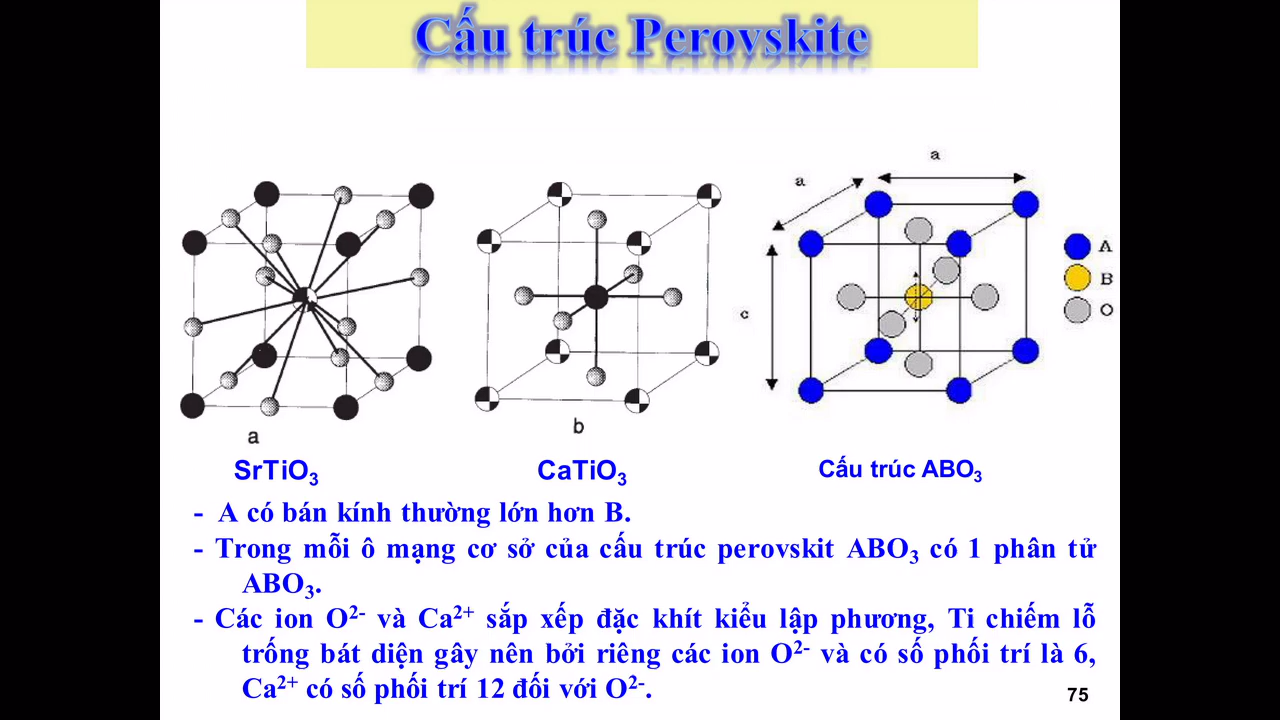 Cấu trúc Perovskite
a
a
c
A
B
O
a
b
SrTiO₃
CaTiO₃
Cấu trúc ABO₃
- A có bán kính thường lớn hơn B.
- Trong mỗi ô mạng cơ sở của cấu trúc perovskit ABO₃ có 1 phân tử
ABO₃.
- Các ion O²⁻ và Ca²⁺ sắp xếp đặc khít kiểu lập phương, Ti chiếm lỗ
trống bát diện gây nên bởi riêng các ion O²⁻ và có số phối trí là 6,
Ca²⁺ có số phối trí 12 đối với O²⁻.
75